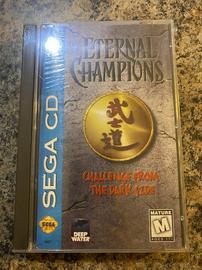 ETERNAL
CHAMPIONS
武士道
CHALLENGE FROM
THE DARK SIDE
SEGA CD
SEGA
DEEP
WATER
MATURE
M